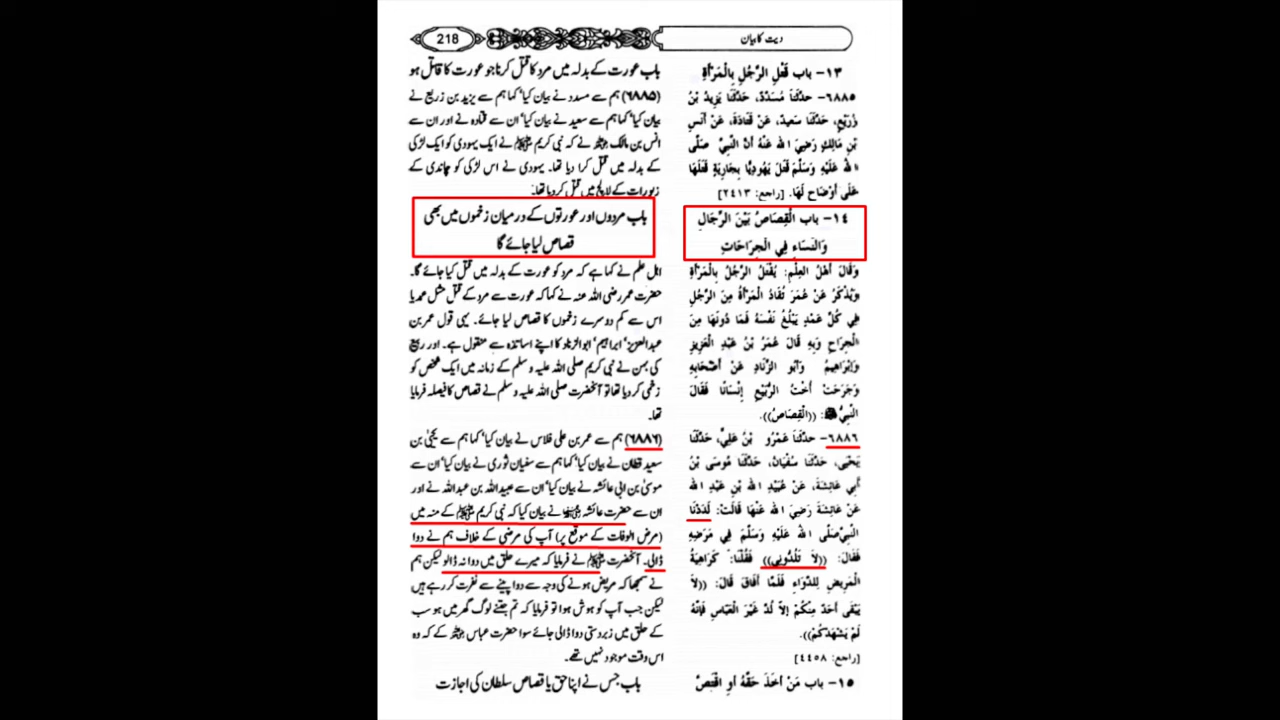 218
دیت کا بیان
١٣- باب قَتْلِ الرَّجُلِ بِالْمَرْأَةِ
٦٨٨٥- حدَّثَنَا مُسَدَّدٌ، حَدَّثَنَا يَزِيدُ بْنُ
زُرَيْعٍ، حَدَّثَنَا سَعِيدٌ، عَنْ قَتَادَةَ، عَنْ أَنَسِ
بْنِ مَالِكٍ رَضِيَ الله عَنْهُ أَنَّ النَّبِيَّ صَلَّى
الله عَلَيْهِ وَسَلَّمَ قَتَلَ يَهُودِيًّا بِجَارِيَةٍ قَتَلَهَا
عَلَى أَوْضَاحٍ لَهَا. [راجع: ٢٤١٣]
١٤- باب الْقِصَاصُ بَيْنَ الرِّجَالِ
وَالنِّسَاءِ فِي الْجِرَاحَاتِ
وَقَالَ أَهْلُ الْعِلْمِ: يُقْتَلُ الرَّجُلُ بِالْمَرْأَةِ
وَيُذْكَرُ عَنْ عُمَرَ تُقَادُ الْمَرْأَةُ مِنَ الرَّجُلِ
فِي كُلِّ عَمْدٍ يَبْلُغُ نَفْسَهُ فَمَا دُونَهَا مِنَ
الْجِرَاحِ وَبِهِ قَالَ عُمَرُ بْنُ عَبْدِ الْعَزِيزِ
وَإِبْرَاهِيمُ وَأَبُو الزِّنَادِ عَنْ أَصْحَابِهِ
وَجَرَحَتْ أُخْتُ الرُّبَيِّعِ إِنْسَانًا فَقَالَ
النَّبِيُّ ﷺ: ((الْقِصَاصُ)).
٦٨٨٦- حدَّثَنَا عَمْرُو بْنُ عَلِيٍّ، حَدَّثَنَا
يَحْيَى، حَدَّثَنَا سُفْيَانُ، حَدَّثَنَا مُوسَى بْنُ
أَبِي عَائِشَةَ، عَنْ عُبَيْدِ الله بْنِ عَبْدِ الله
عَنْ عَائِشَةَ رَضِيَ الله عَنْهَا قَالَتْ: لَدَدْنَا
النَّبِيَّ صَلَّى الله عَلَيْهِ وَسَلَّمَ فِي مَرَضِهِ
فَقَالَ: ((لاَ تَلُدُّونِي)) فَقُلْنَا: كَرَاهِيَةُ
الْمَرِيضِ لِلدَّوَاءِ فَلَمَّا أَفَاقَ قَالَ: ((لاَ
يَبْقَى أَحَدٌ مِنْكُمْ إِلاَّ لُدَّ غَيْرَ الْعَبَّاسِ فَإِنَّهُ
لَمْ يَشْهَدْكُمْ)).
[راجع: ٤٤٥٨]
١٥- باب مَنْ أَخَذَ حَقَّهُ أَوِ اقْتَصَّ
باب عورت کے بدلہ میں مرد کا قتل کرنا جو عورت کا قاتل ہو
(٦٨٨٥) ہم سے مسدد نے بیان کیا' کہا ہم سے یزید بن زریع نے
بیان کیا' کہا ہم سے سعید نے بیان کیا' ان سے قتادہ نے اور ان سے
انس بن مالک رضی اللہ عنہ نے کہ نبی کریم ﷺ نے ایک یہودی کو ایک لڑکی
کے بدلہ میں قتل کرا دیا تھا۔ یہودی نے اس لڑکی کو چاندی کے
زیورات کے لالچ میں قتل کر دیا تھا۔
باب مردوں اور عورتوں کے درمیان زخموں میں بھی
قصاص لیا جائے گا
اہل علم نے کہا ہے کہ مرد کو عورت کے بدلہ میں قتل کیا جائے گا۔
حضرت عمر رضی اللہ عنہ نے کہا کہ عورت سے مرد کے قتل مثل عمد یا
اس سے کم دوسرے زخموں کا قصاص لیا جائے۔ یہی قول عمر بن
عبدالعزیز' ابراہیم' ابوالزناد کا اپنے اساتذہ سے منقول ہے۔ اور ربیع
کی بہن نے نبی کریم صلی اللہ علیہ وسلم کے زمانہ میں ایک شخص کو
زخمی کر دیا تھا تو آنحضرت صلی اللہ علیہ وسلم نے قصاص کا فیصلہ فرمایا
تھا۔
(٦٨٨٦) ہم سے عمر بن علی فلاس نے بیان کیا' کہا ہم سے یحییٰ بن
سعید قطان نے بیان کیا' کہا ہم سے سفیان ثوری نے بیان کیا' ان سے
موسیٰ بن ابی عائشہ نے بیان کیا' ان سے عبیداللہ بن عبداللہ نے اور
ان سے حضرت عائشہ رضی اللہ عنہا نے بیان کیا کہ نبی کریم ﷺ کے منہ میں
(مرض الوفات کے موقع پر) آپ کی مرضی کے خلاف ہم نے دوا
ڈالی۔ آنحضرت ﷺ نے فرمایا کہ میرے حلق میں دوا نہ ڈالو لیکن ہم
نے سمجھا کہ مریض ہونے کی وجہ سے دوا پینے سے نفرت کر رہے ہیں
لیکن جب آپ کو ہوش ہوا تو فرمایا کہ تم جتنے لوگ گھر میں ہو سب
کے حلق میں زبردستی دوا ڈالی جائے سوا حضرت عباس رضی اللہ عنہ کے کہ وہ
اس وقت موجود نہیں تھے۔
باب جس نے اپنا حق یا قصاص سلطان کی اجازت